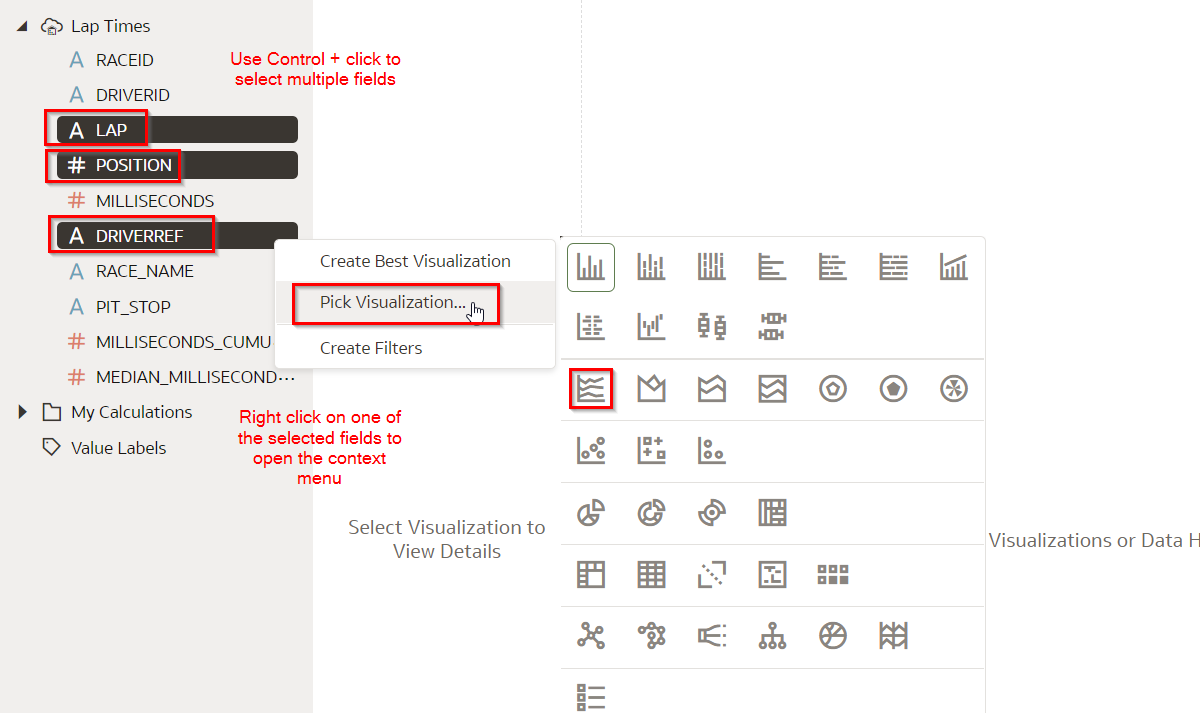 Lap Times
RACEID
Use Control + click to
select multiple fields
DRIVERID
A LAP
# POSITION
# MILLISECONDS
A DRIVERREF
A RACE_NAME
A PIT_STOP
# MILLISECONDS_CUMU
# MEDIAN_MILLISECOND...
Create Best Visualization
Pick Visualization...
Create Filters
My Calculations
Value Labels
Right click on one of
the selected fields to
open the context
menu
Select Visualization to
View Details
Visualizations or Data H